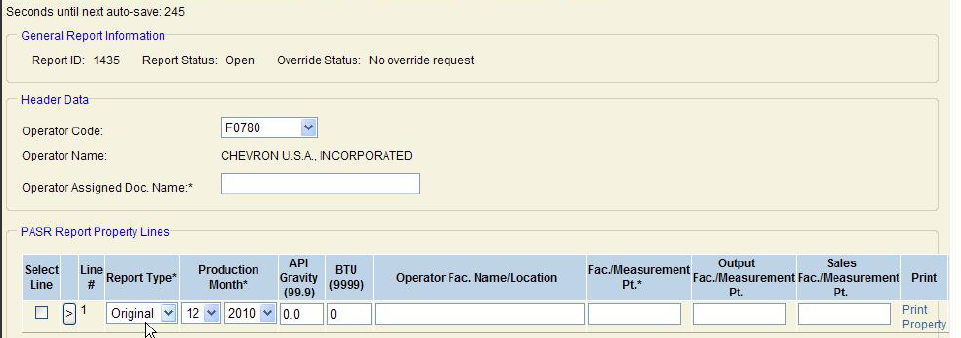 Seconds until next auto-save: 245
General Report Information
Report ID: 1435 Report Status: Open Override Status: No override request
Header Data
Operator Code: F0780
Operator Name: CHEVRON U.S.A., INCORPORATED
Operator Assigned Doc. Name:*
PASR Report Property Lines
Select Line Line # Report Type* Production Month* API Gravity (99.9) BTU (9999) Operator Fac. Name/Location Fac./Measurement Pt.* Output Fac./Measurement Pt. Sales Fac./Measurement Pt. Print
> 1 Original 12 2010 0.0 0 Print Property